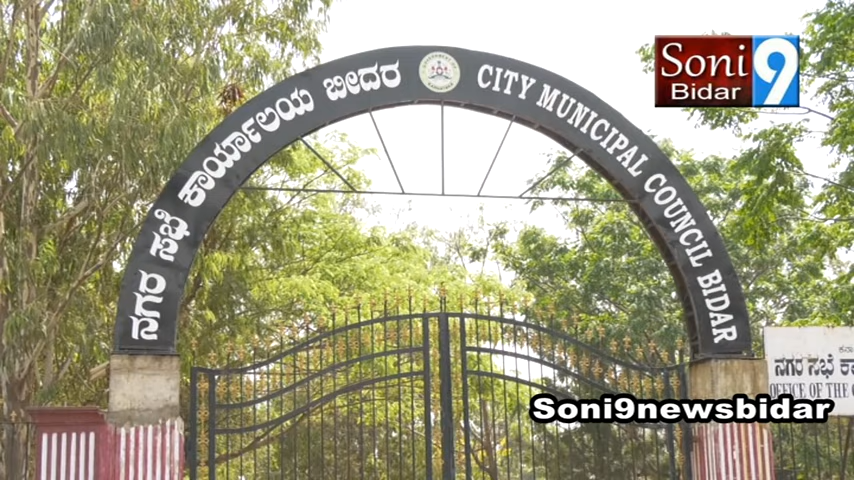 Soni 9
Bidar
ನಗರ ಸಭೆ ಕಾರ್ಯಾಲಯ ಬೀದರ
CITY MUNICIPAL COUNCIL BIDAR
ನಗರ ಸಭೆ
OFFICE OF THE
Soni9newsbidar